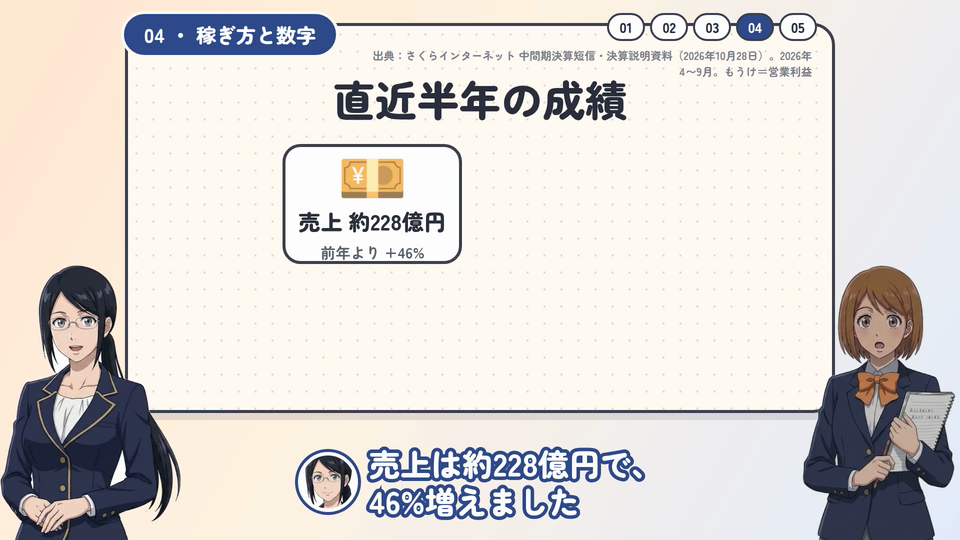 04 ・ 稼ぎ方と数字
01 02 03 04 05
出典：さくらインターネット 中間期決算短信・決算説明資料（2026年10月28日）。2026年
4〜9月。もうけ＝営業利益
直近半年の成績
¥
売上 約228億円
前年より +46%
売上は約228億円で、
46%増えました